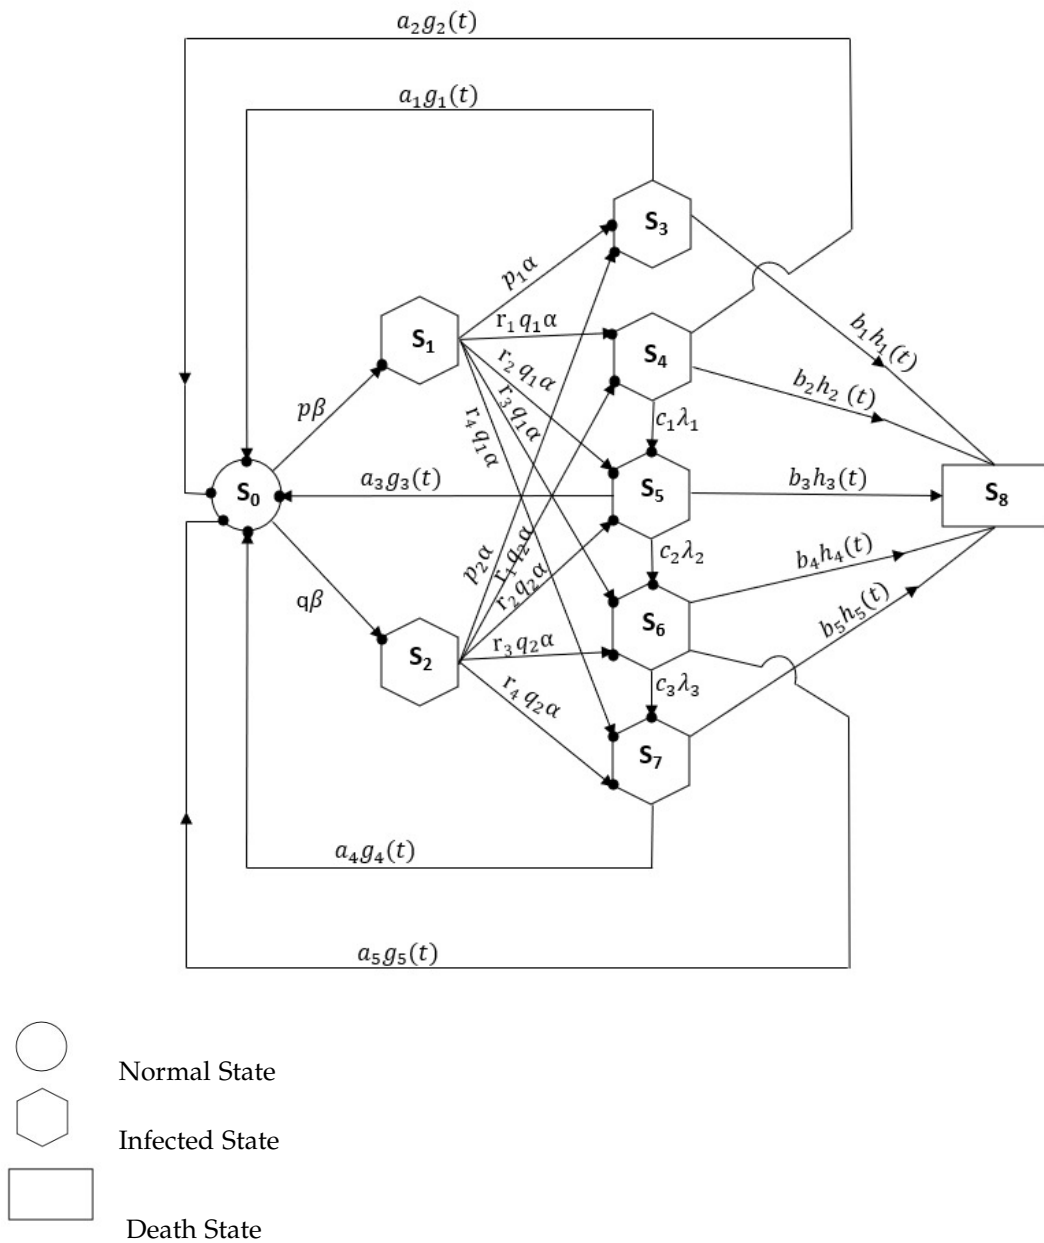 a₂g₂(t)
a₁g₁(t)
S₃
p₁α
b₁h₁(t)
r₁ q₁α
S₁
S₄
r₂ q₁α
b₂h₂ (t)
r₃ q₁α
pβ
r₄ q₁α
c₁λ₁
S₀
a₃g₃(t)
S₅
b₃h₃(t)
S₈
p₂α
r₁ q₂α
c₂λ₂
b₄h₄(t)
r₂ q₂α
qβ
b₅h₅(t)
S₆
S₂
r₃ q₂α
c₃λ₃
r₄ q₂α
S₇
a₄g₄(t)
a₅g₅(t)
Normal State
Infected State
Death State